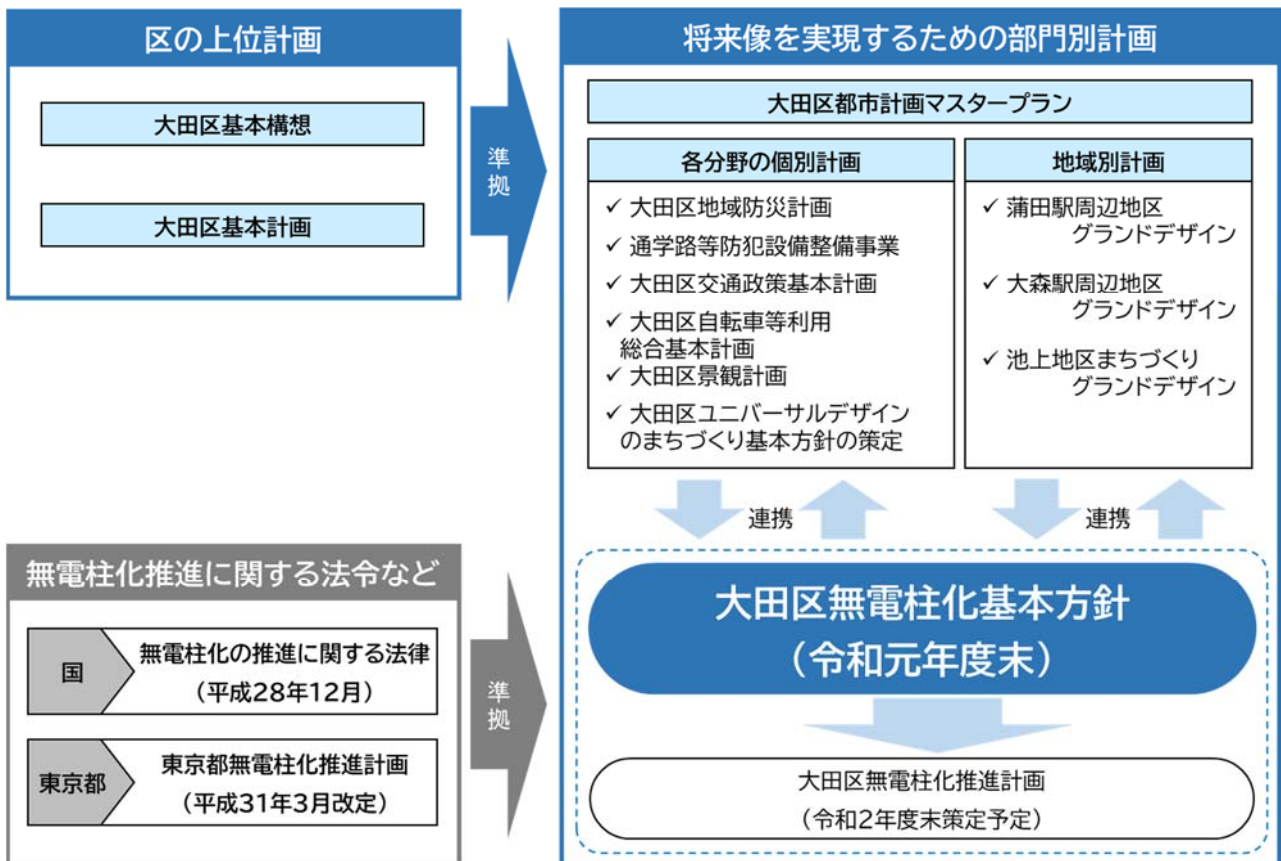 区の上位計画
大田区基本構想
大田区基本計画
準拠
将来像を実現するための部門別計画
大田区都市計画マスタープラン
各分野の個別計画
✓ 大田区地域防災計画
✓ 通学路等防犯設備整備事業
✓ 大田区交通政策基本計画
✓ 大田区自転車等利用
総合基本計画
✓ 大田区景観計画
✓ 大田区ユニバーサルデザイン
のまちづくり基本方針の策定
地域別計画
✓ 蒲田駅周辺地区
グランドデザイン
✓ 大森駅周辺地区
グランドデザイン
✓ 池上地区まちづくり
グランドデザイン
連携
連携
無電柱化推進に関する法令など
国
無電柱化の推進に関する法律
（平成28年12月）
東京都
東京都無電柱化推進計画
（平成31年3月改定）
準拠
大田区無電柱化基本方針
（令和元年度末）
大田区無電柱化推進計画
（令和2年度末策定予定）